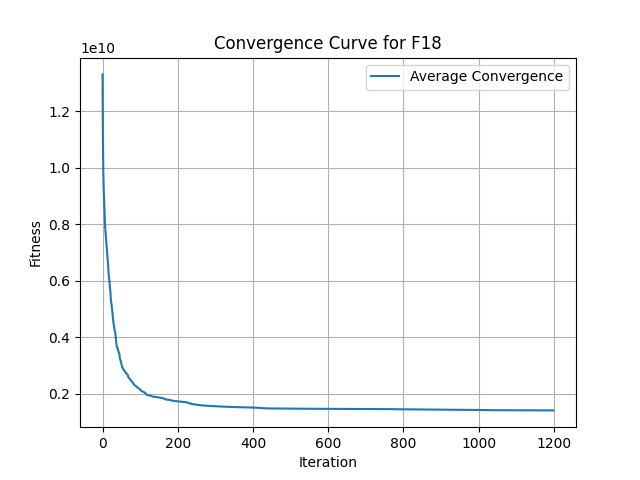 Convergence Curve for F18
1e10
Average Convergence
1.2
1.0
0.8
0.6
0.4
0.2
Fitness
0 200 400 600 800 1000 1200
Iteration